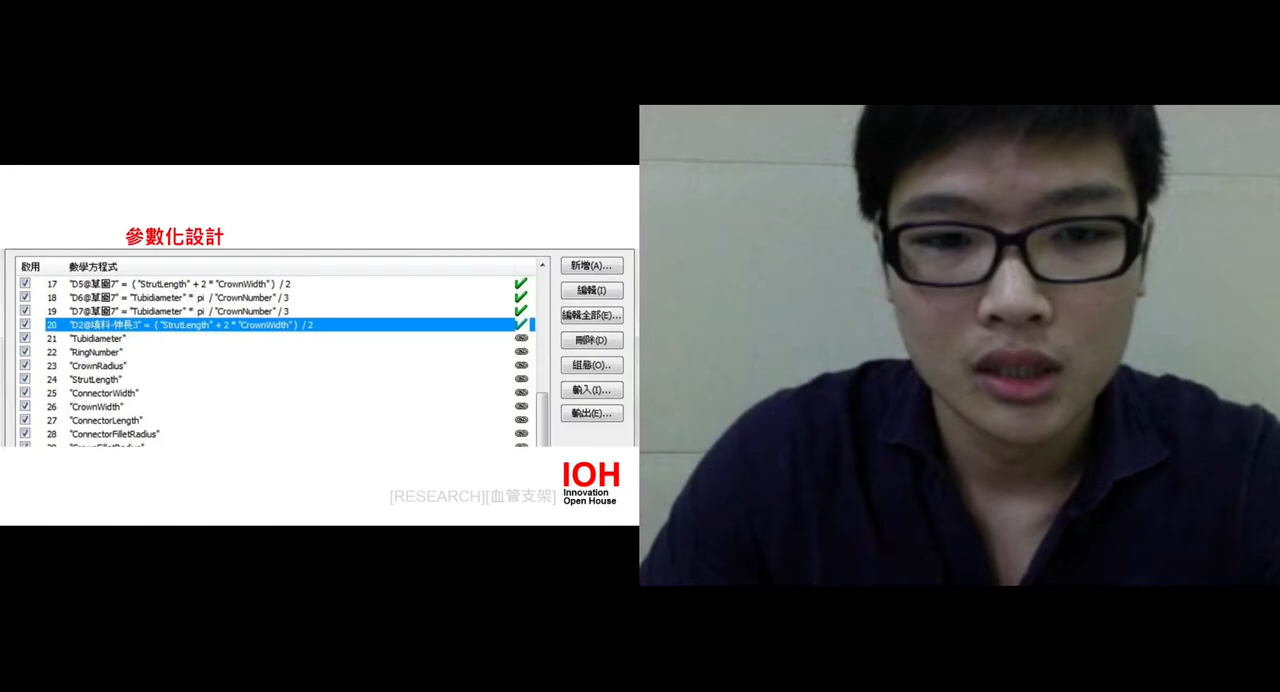 參數化設計
啟用 數學方程式
17 "D5@草圖7" = ( "StrutLength" + 2 * "CrownWidth" ) / 2
18 "D6@草圖7" = "Tubidiameter" * pi / "CrownNumber" / 3
19 "D7@草圖7" = "Tubidiameter" * pi / "CrownNumber" / 3
20 "D2@填料-伸長3" = ( "StrutLength" + 2 * "CrownWidth" ) / 2
21 "Tubidiameter"
22 "RingNumber"
23 "CrownRadius"
24 "StrutLength"
25 "ConnectorWidth"
26 "CrownWidth"
27 "ConnectorLength"
28 "ConnectorFilletRadius"
新增(A)...
編輯(I)
編輯全部(E)...
刪除(D)
組態(O)..
輸入(I)...
輸出(E)...
[RESEARCH][血管支架]
IOH
Innovation
Open House